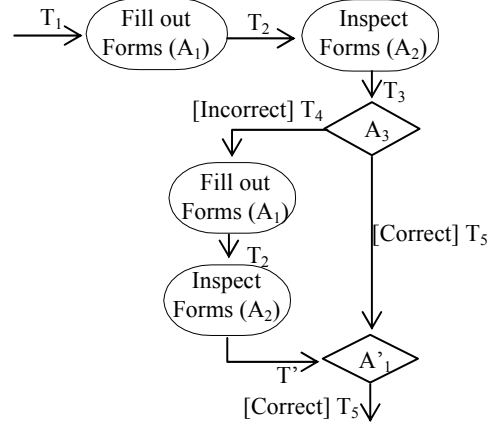 T₁
Fill out
Forms (A₁)
T₂
Inspect
Forms (A₂)
T₃
[Incorrect] T₄
A₃
Fill out
Forms (A₁)
[Correct] T₅
T₂
Inspect
Forms (A₂)
A'₁
T'
[Correct] T₅